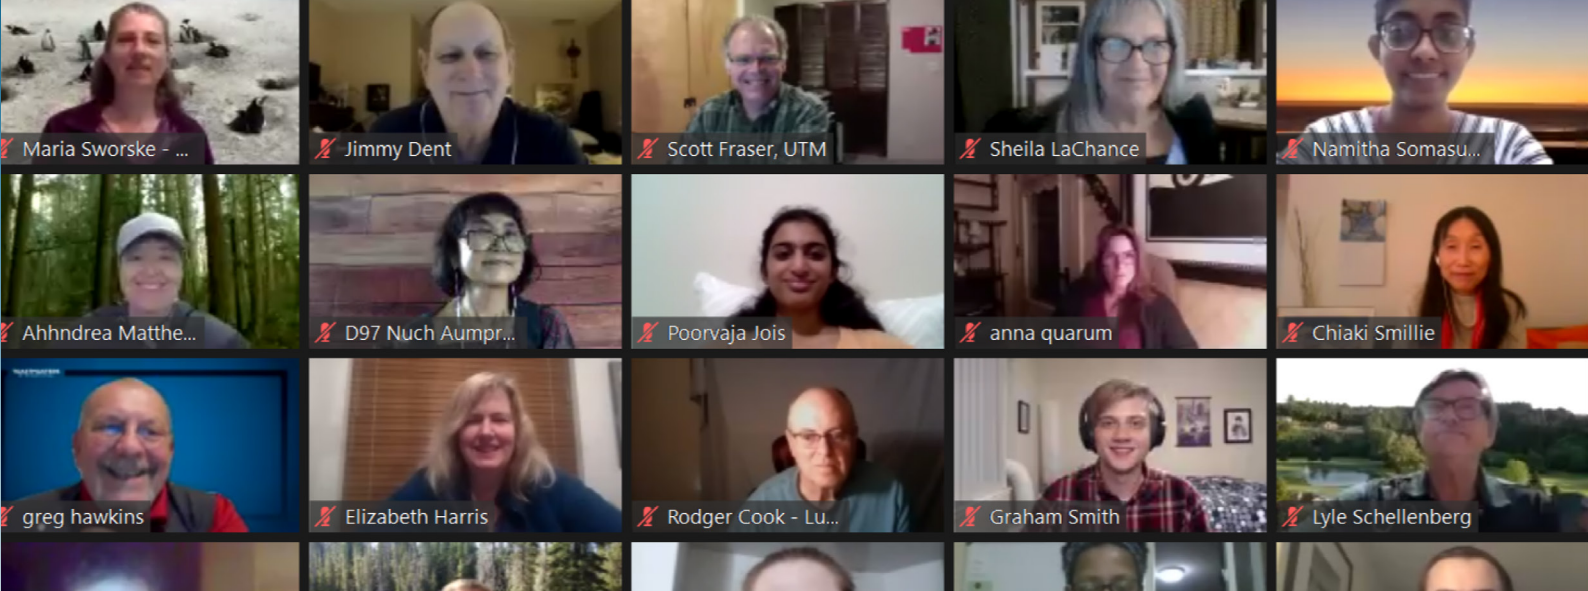 Maria Sworske - ...
Jimmy Dent
Scott Fraser, UTM
Sheila LaChance
Namitha Somasu...
Ahhndrea Matthe...
D97 Nuch Aumpr...
Poorvaja Jois
anna quarum
Chiaki Smillie
greg hawkins
Elizabeth Harris
Rodger Cook - Lu...
Graham Smith
Lyle Schellenberg